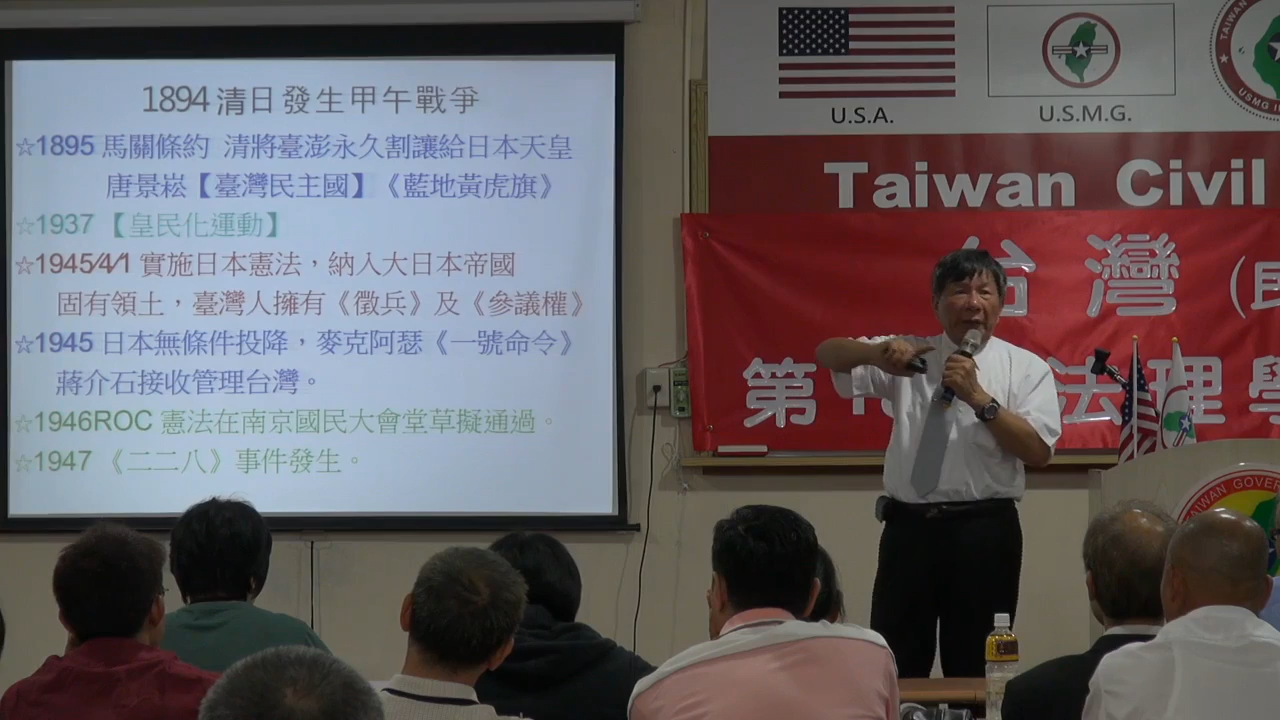 1894 清日發生甲午戰爭
☆1895 馬關條約 清將臺澎永久割讓給日本天皇
唐景崧【臺灣民主國】《藍地黃虎旗》
☆1937 【皇民化運動】
☆1945/4/1 實施日本憲法，納入大日本帝國
固有領土，臺灣人擁有《徵兵》及《參議權》
☆1945 日本無條件投降，麥克阿瑟《一號命令》
蔣介石接收管理台灣。
☆1946ROC 憲法在南京國民大會堂草擬通過。
☆1947 《二二八》事件發生。
U.S.A.
U.S.M.G.
TAIWAN
USMG
Taiwan Civil
台灣（民
第
法理學
TAIWAN GOVER